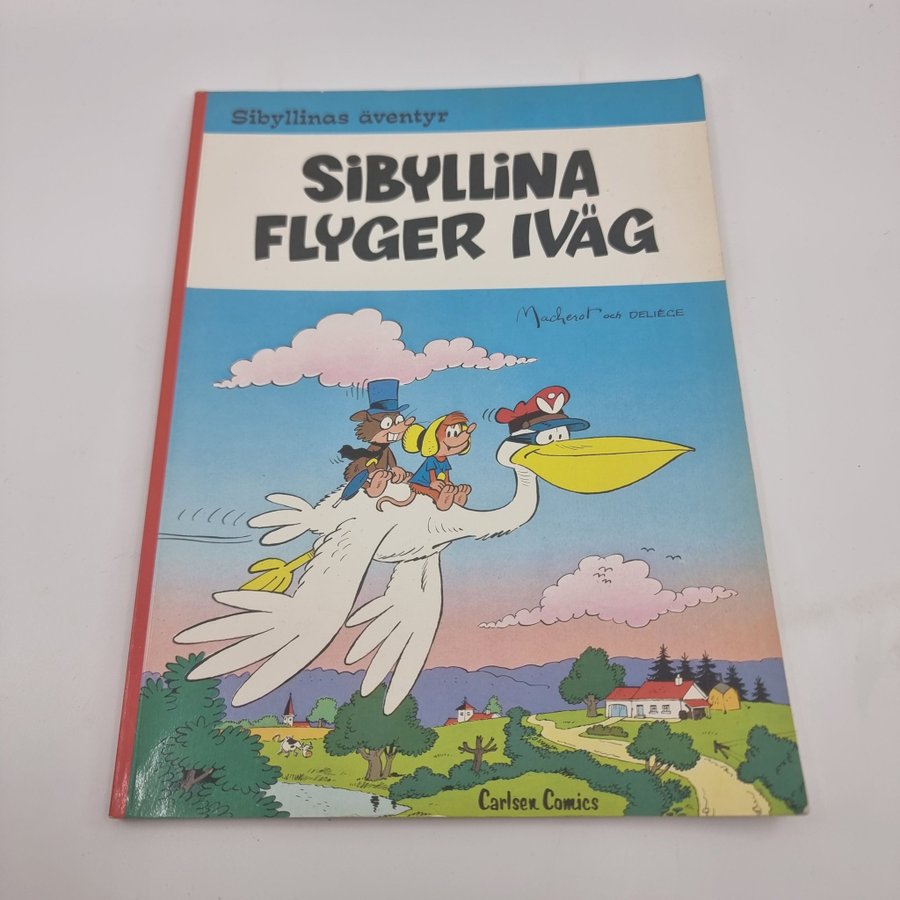 Sibyllinas äventyr
SiBYLLiNA
FLYGER IVÄG
Macherot och DELIÈGE
Carlsen Comics